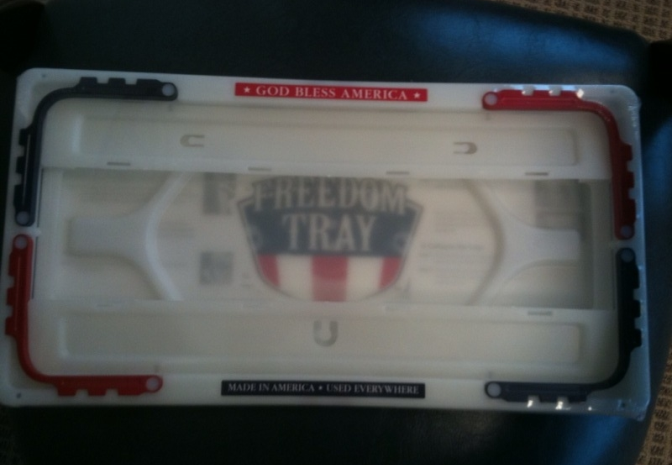 ★ GOD BLESS AMERICA ★
FREEDOM
TRAY
MADE IN AMERICA • USED EVERYWHERE